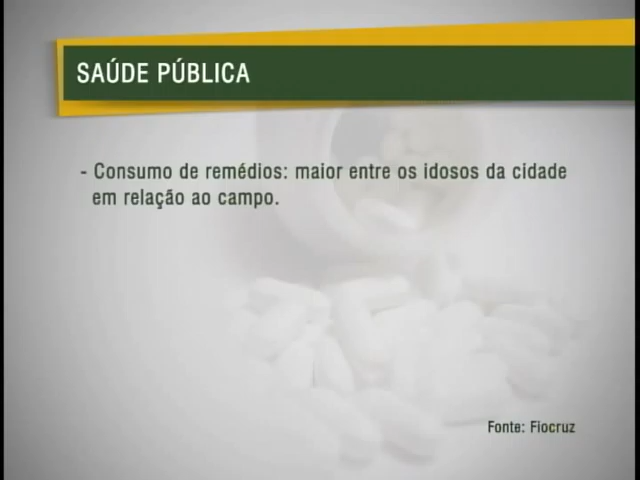 SAÚDE PÚBLICA
- Consumo de remédios: maior entre os idosos da cidade
em relação ao campo.
Fonte: Fiocruz